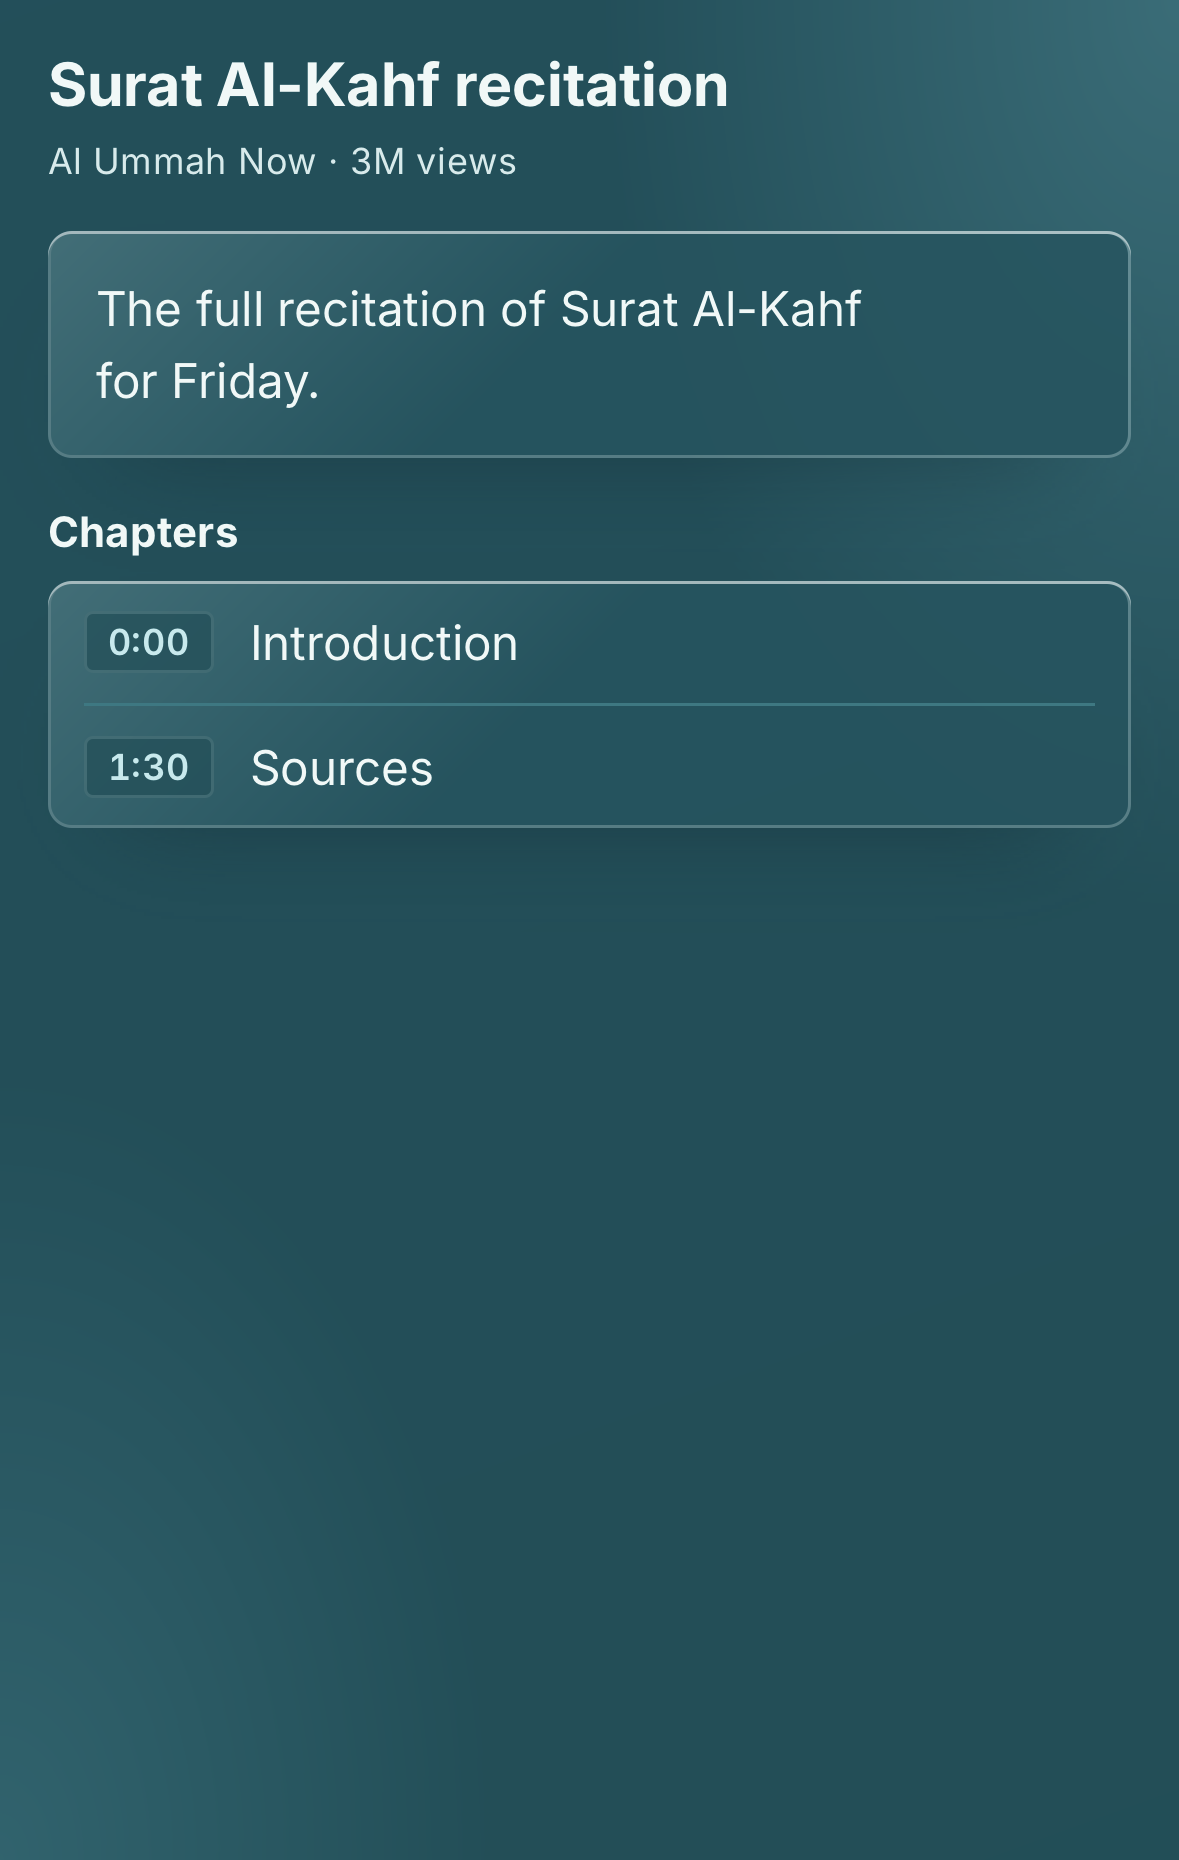 Surat Al-Kahf recitation
Al Ummah Now · 3M views
The full recitation of Surat Al-Kahf
for Friday.
Chapters
0:00 Introduction
1:30 Sources